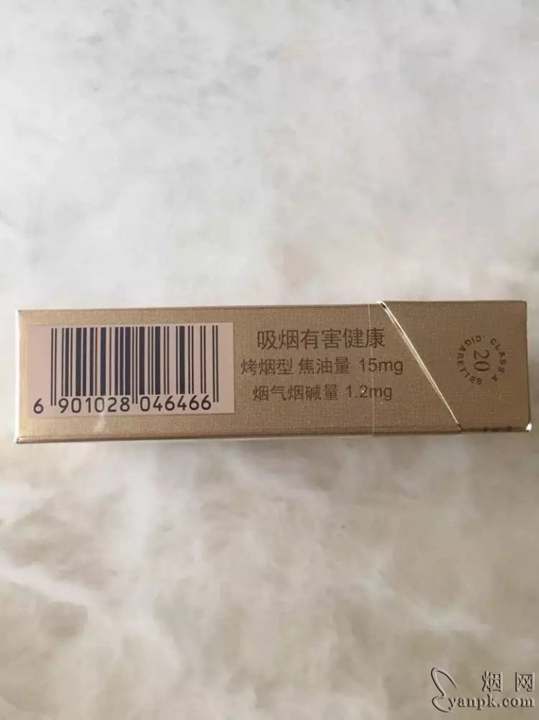 吸烟有害健康
烤烟型 焦油量 15mg
烟气烟碱量 1.2mg
6 901028 046466
CLASS A
20
CIGARETTES
烟网
yanpk.com